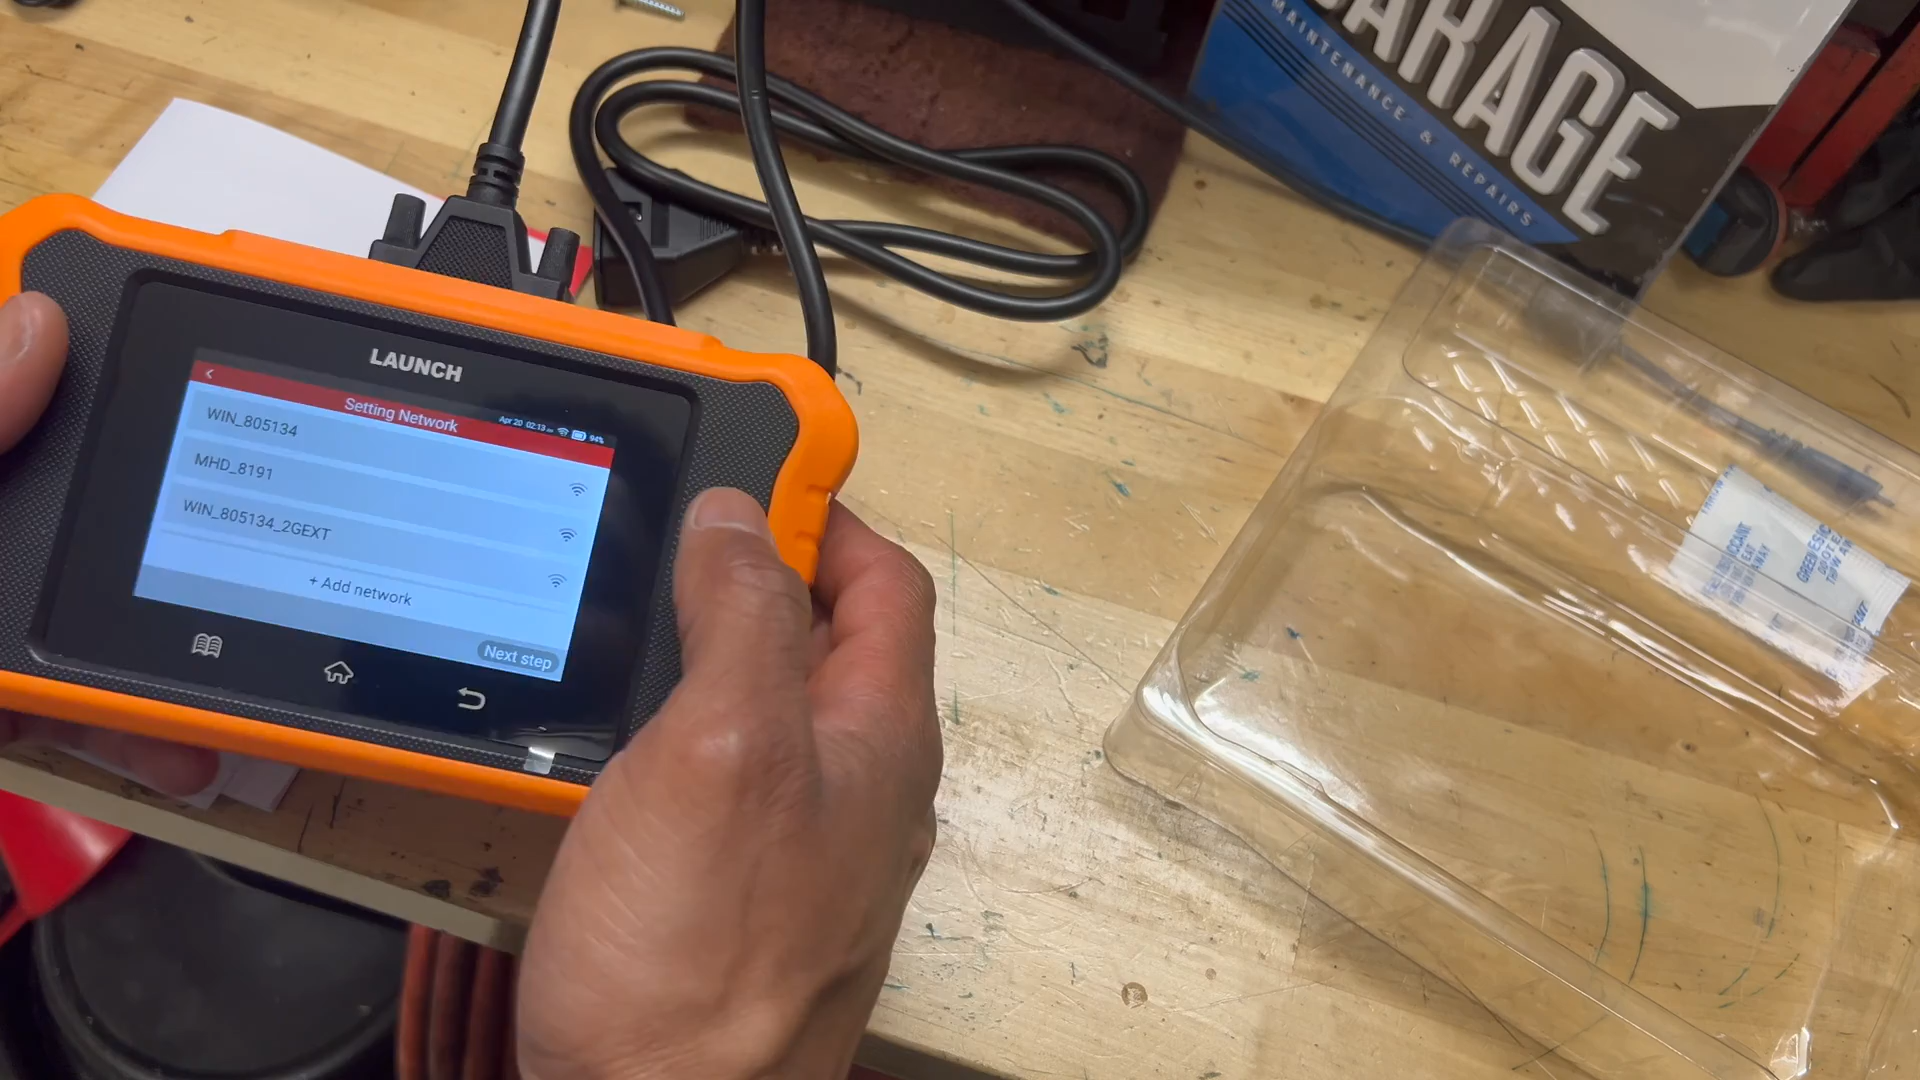 GARAGE
MAINTENANCE & REPAIRS
LAUNCH
Setting Network
Apr 20 02:13 94%
WIN_805134
MHD_8191
WIN_805134_2GEXT
+ Add network
Next step